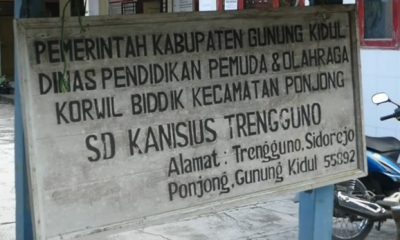 PEMERINTAH KABUPATEN GUNUNG KIDUL
DINAS PENDIDIKAN PEMUDA & OLAHRAGA
KORWIL BIDDIK KECAMATAN PONJONG
SD KANISIUS TRENGGUNO
Alamat : Trengguno, Sidorejo
Ponjong, Gunung Kidul 55892